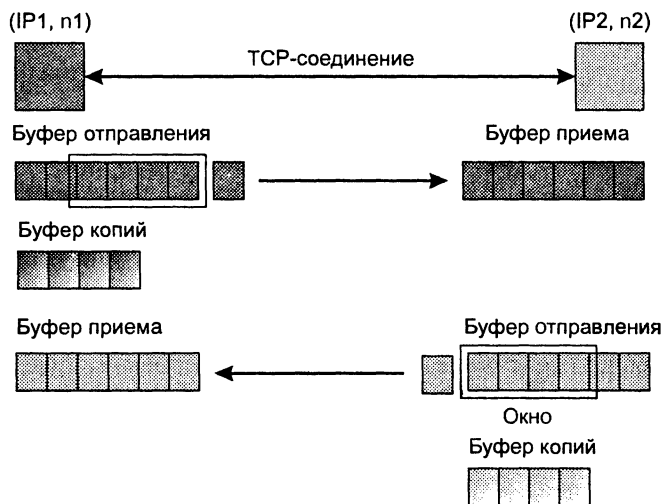 (IP1, n1)
(IP2, n2)
TCP-соединение
Буфер отправления
Буфер приема
Буфер копий
Буфер приема
Буфер отправления
Окно
Буфер копий